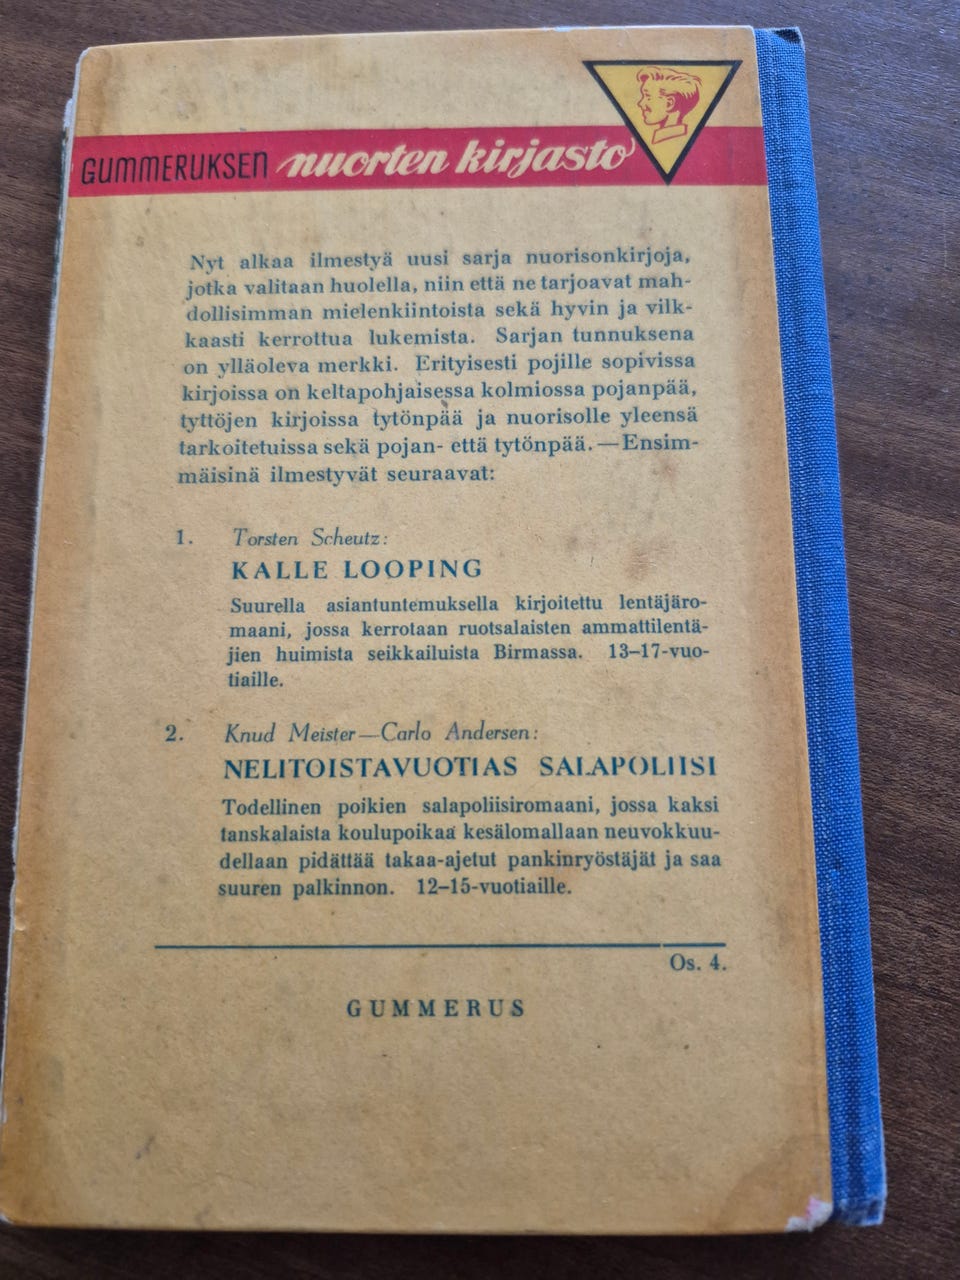 GUMMERUKSEN nuorten kirjasto
Nyt alkaa ilmestyä uusi sarja nuorisonkirjoja,
jotka valitaan huolella, niin että ne tarjoavat mah-
dollisimman mielenkiintoista sekä hyvin ja vilk-
kaasti kerrottua lukemista. Sarjan tunnuksena
on ylläoleva merkki. Erityisesti pojille sopivissa
kirjoissa on keltapohjaisessa kolmiossa pojanpää,
tyttöjen kirjoissa tytönpää ja nuorisolle yleensä
tarkoitetuissa sekä pojan- että tytönpää. — Ensim-
mäisinä ilmestyvät seuraavat:
1. Torsten Scheutz:
KALLE LOOPING
Suurella asiantuntemuksella kirjoitettu lentäjäro-
maani, jossa kerrotaan ruotsalaisten ammattilentä-
jien huimista seikkailuista Birmassa. 13–17-vuo-
tiaille.
2. Knud Meister — Carlo Andersen:
NELITOISTAVUOTIAS SALAPOLIISI
Todellinen poikien salapoliisiromaani, jossa kaksi
tanskalaista koulupoikaa kesälomallaan neuvokkuu-
dellaan pidättää takaa-ajetut pankinryöstäjät ja saa
suuren palkinnon. 12–15-vuotiaille.
Os. 4.
GUMMERUS